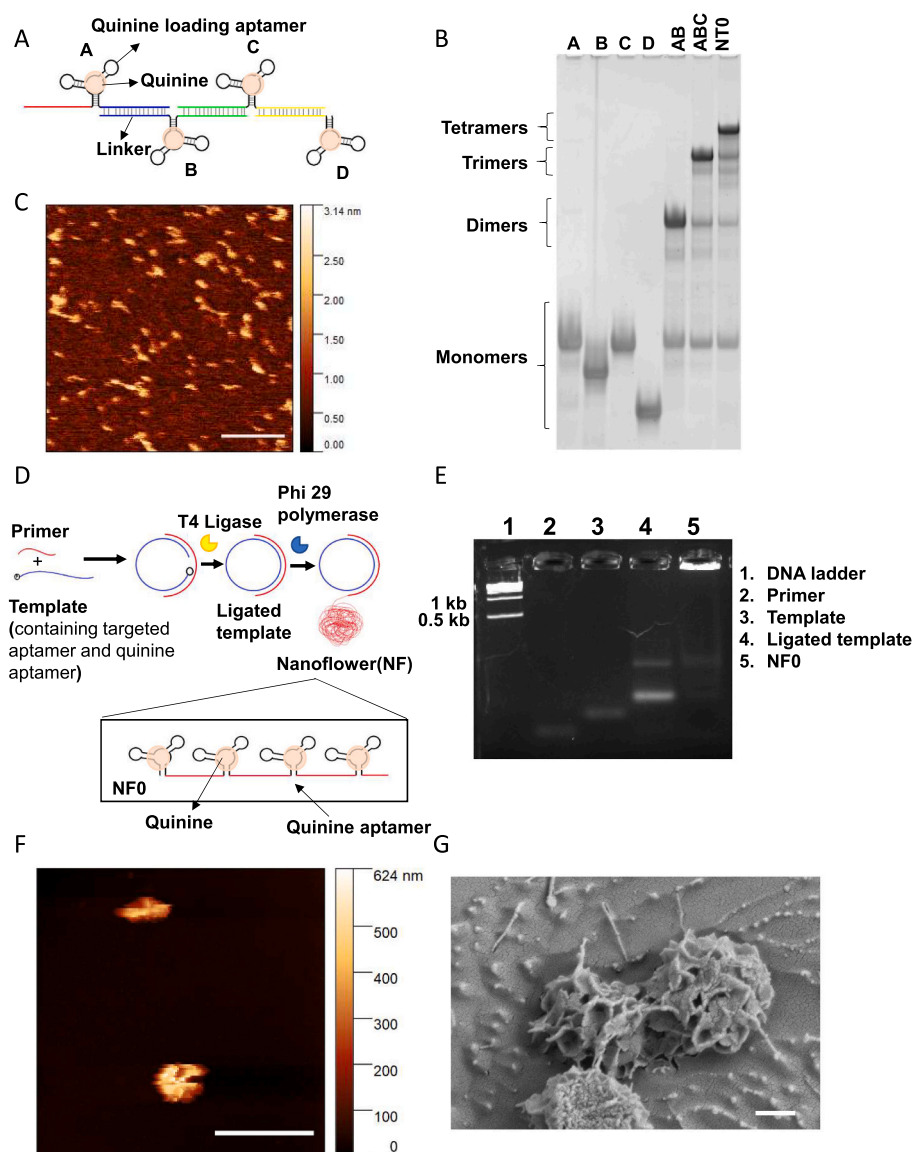 A
Quinine loading aptamer
A
C
Quinine
Linker
B
D
B
A B C D AB ABC NT0
Tetramers
Trimers
Dimers
Monomers
C
3.14 nm
2.50
2.00
1.50
1.00
0.50
0.00
D
Primer
+
Template
(containing targeted
aptamer and quinine
aptamer)
T4 Ligase
Phi 29
polymerase
Ligated
template
Nanoflower(NF)
NF0
Quinine
Quinine aptamer
E
1 2 3 4 5
1 kb
0.5 kb
1. DNA ladder
2. Primer
3. Template
4. Ligated template
5. NF0
F
624 nm
500
400
300
200
100
0
G